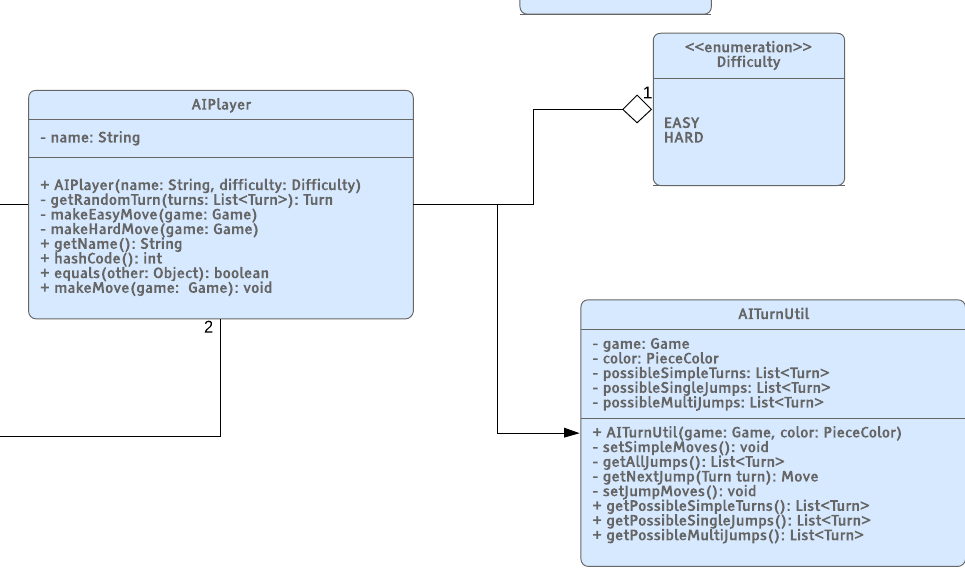 <<enumeration>>
Difficulty
1
EASY
HARD
AIPlayer
- name: String
+ AIPlayer(name: String, difficulty: Difficulty)
- getRandomTurn(turns: List<Turn>): Turn
- makeEasyMove(game: Game)
- makeHardMove(game: Game)
+ getName(): String
+ hashCode(): int
+ equals(other: Object): boolean
+ makeMove(game:  Game): void
2
AITurnUtil
- game: Game
- color: PieceColor
- possibleSimpleTurns: List<Turn>
- possibleSingleJumps: List<Turn>
- possibleMultiJumps: List<Turn>
+ AITurnUtil(game: Game, color: PieceColor)
- setSimpleMoves(): void
- getAllJumps(): List<Turn>
- getNextJump(Turn turn): Move
- setJumpMoves(): void
+ getPossibleSimpleTurns(): List<Turn>
+ getPossibleSingleJumps(): List<Turn>
+ getPossibleMultiJumps(): List<Turn>